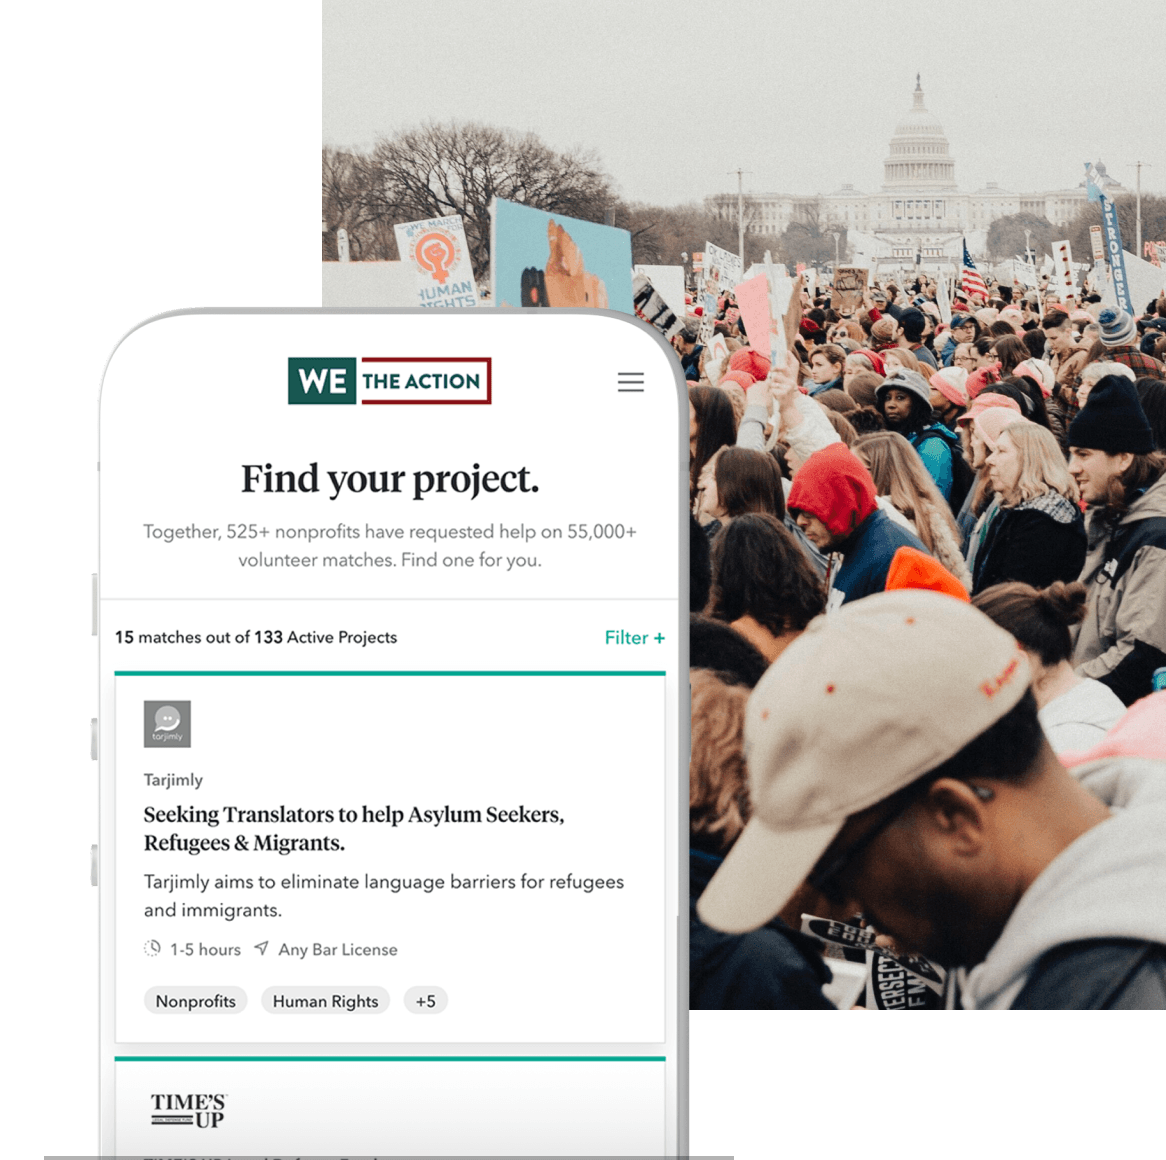 WE MARCH
FOR
HUMAN
RIGHTS
STRONGER
WE THE ACTION
Find your project.
Together, 525+ nonprofits have requested help on 55,000+
volunteer matches. Find one for you.
15 matches out of 133 Active Projects
Filter +
tarjimly
Tarjimly
Seeking Translators to help Asylum Seekers,
Refugees & Migrants.
Tarjimly aims to eliminate language barriers for refugees
and immigrants.
1-5 hours Any Bar License
Nonprofits Human Rights +5
TIME'S
UP